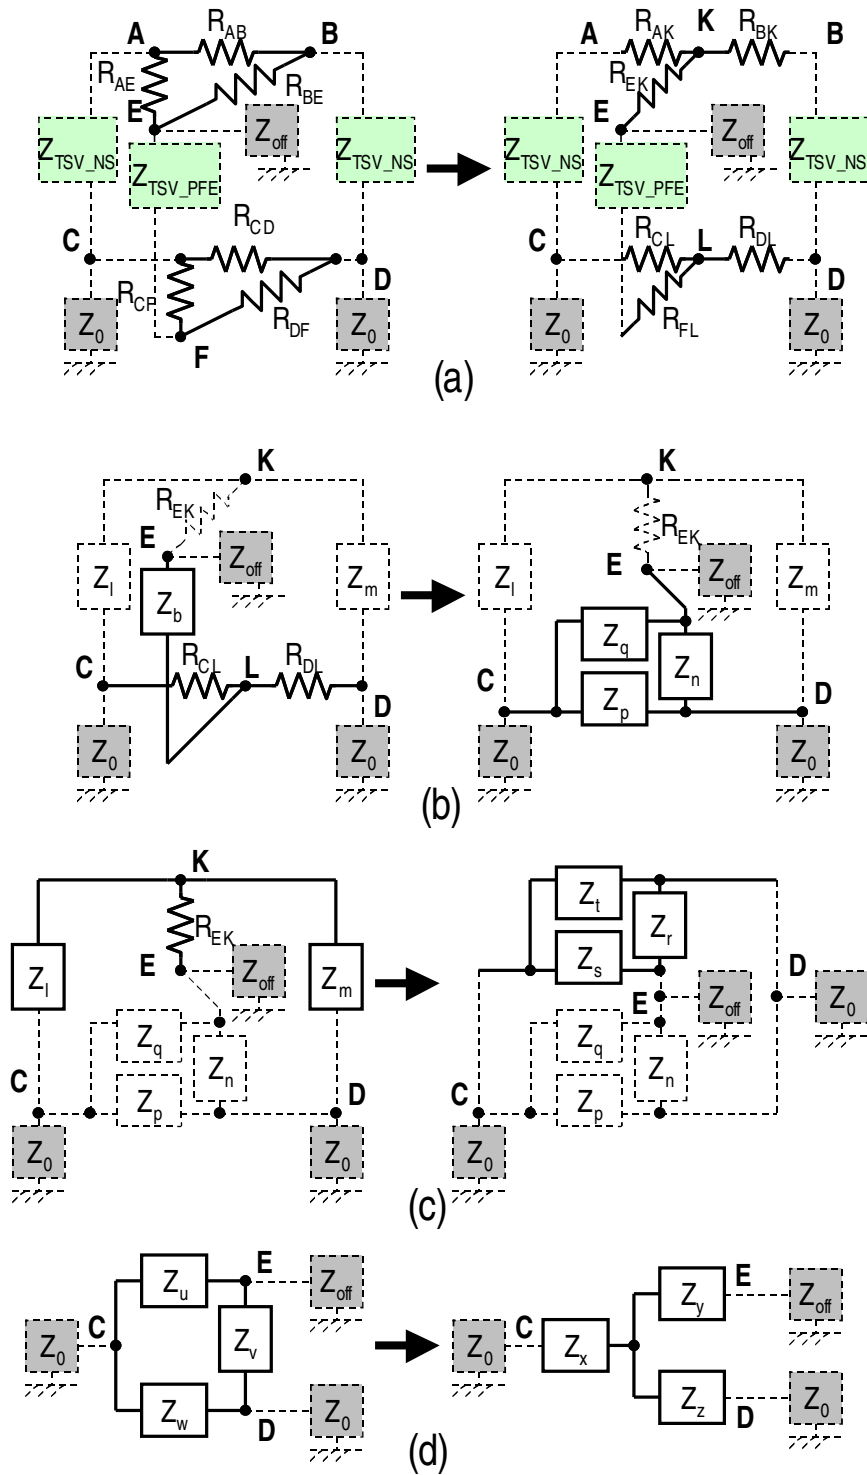 A R_AB B
R_AE R_BE
E Z_off
Z_TSV_NS Z_TSV_PFE Z_TSV_NS
C R_CD
R_CF R_DF D
Z_0 F Z_0
A R_AK K R_BK B
R_EK
E Z_off
Z_TSV_NS Z_TSV_PFE Z_TSV_NS
C R_CL L R_DL
R_FL D
Z_0 Z_0
(a)
K
R_EK
E Z_off
Z_l Z_b Z_m
C R_CL L R_DL
D
Z_0 Z_0
K
R_EK
E Z_off
Z_l Z_m
Z_q Z_n
C Z_p D
Z_0 Z_0
(b)
K
R_EK
E Z_off
Z_l Z_m
Z_q Z_n
C Z_p D
Z_0 Z_0
Z_t Z_r
Z_s D
E Z_off Z_0
Z_q Z_n
C Z_p
Z_0
(c)
Z_u E Z_off
Z_0 C Z_v
Z_w D Z_0
Z_y E Z_off
Z_0 C Z_x
Z_z D Z_0
(d)